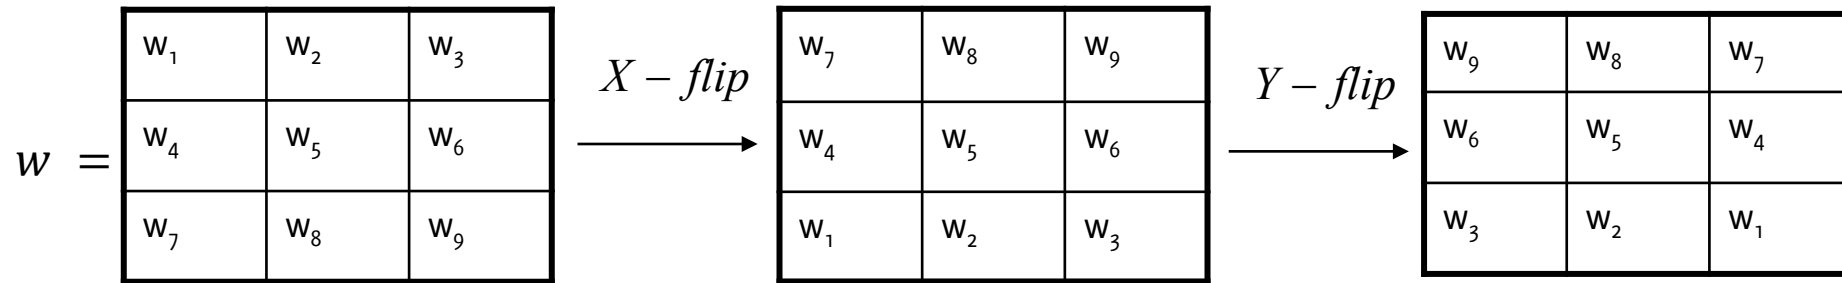 w₁ w₂ w₃ X – flip w₇ w₈ w₉ Y – flip w₉ w₈ w₇
w = w₄ w₅ w₆ w₄ w₅ w₆ w₆ w₅ w₄
w₇ w₈ w₉ w₁ w₂ w₃ w₃ w₂ w₁